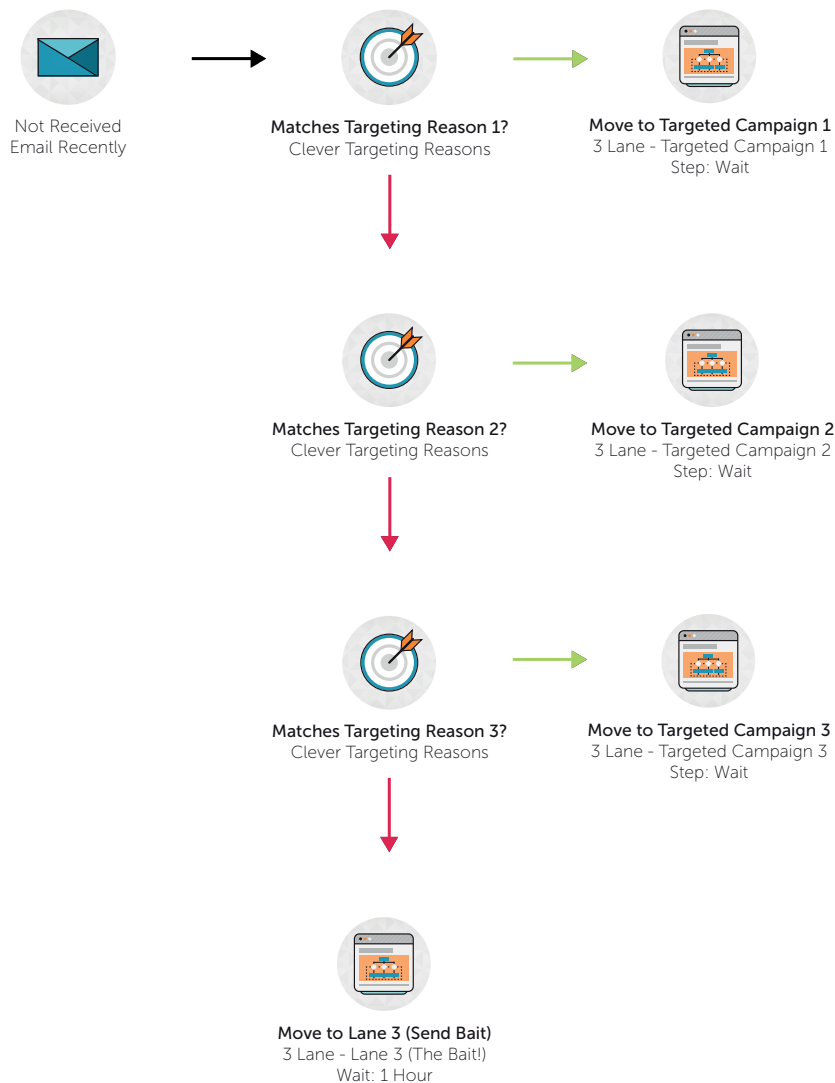 Not Received
Email Recently
Matches Targeting Reason 1?
Clever Targeting Reasons
Move to Targeted Campaign 1
3 Lane - Targeted Campaign 1
Step: Wait
Matches Targeting Reason 2?
Clever Targeting Reasons
Move to Targeted Campaign 2
3 Lane - Targeted Campaign 2
Step: Wait
Matches Targeting Reason 3?
Clever Targeting Reasons
Move to Targeted Campaign 3
3 Lane - Targeted Campaign 3
Step: Wait
Move to Lane 3 (Send Bait)
3 Lane - Lane 3 (The Bait!)
Wait: 1 Hour